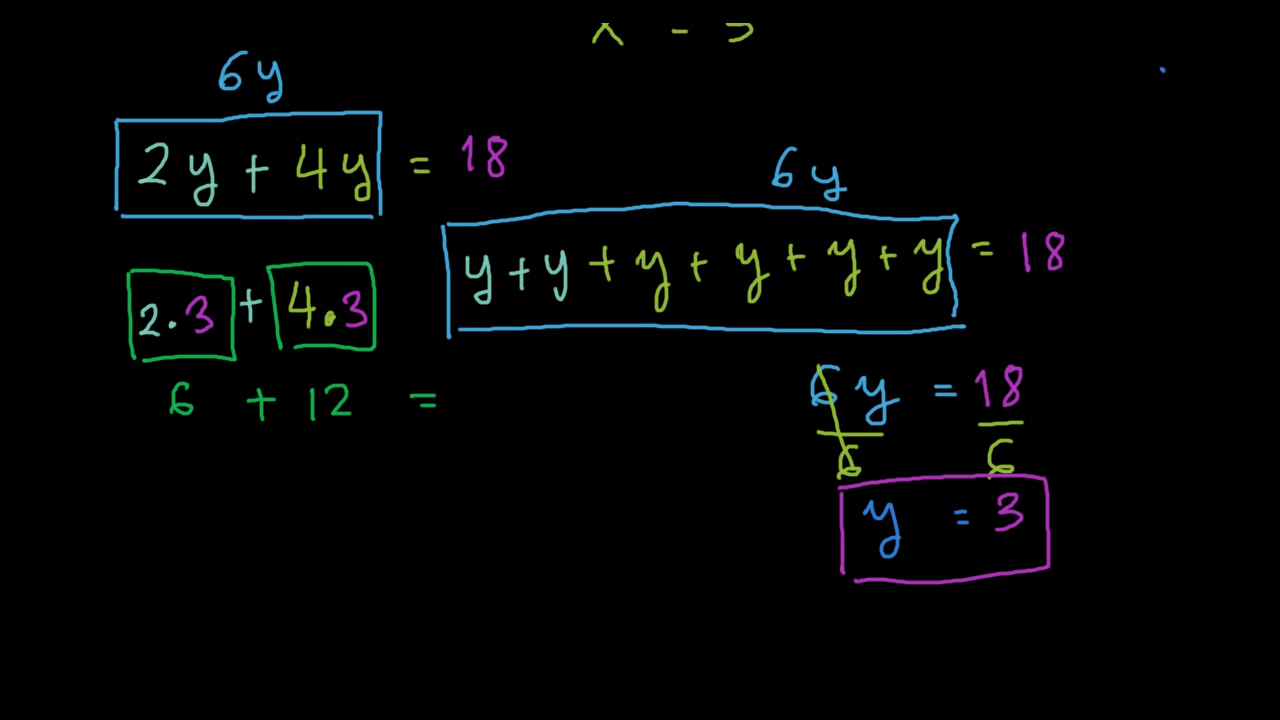 6y
2y + 4y = 18
6y
y + y + y + y + y + y = 18
2.3 + 4.3
6 + 12 =
6y = 18
6 6
y = 3